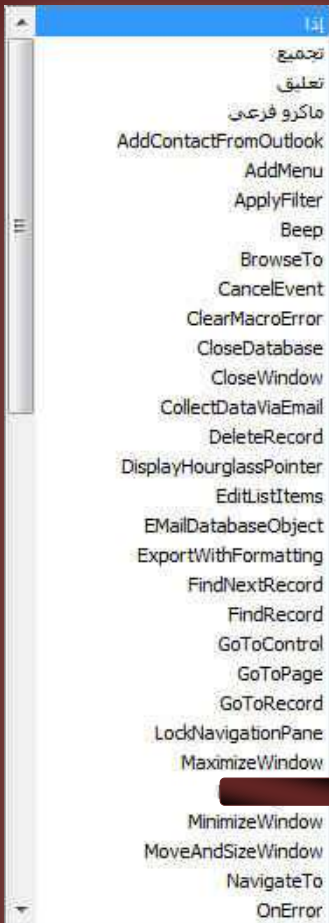 إذا
تجميع
تعليق
ماكرو فرعي
AddContactFromOutlook
AddMenu
ApplyFilter
Beep
BrowseTo
CancelEvent
ClearMacroError
CloseDatabase
CloseWindow
CollectDataViaEmail
DeleteRecord
DisplayHourglassPointer
EditListItems
EMailDatabaseObject
ExportWithFormatting
FindNextRecord
FindRecord
GoToControl
GoToPage
GoToRecord
LockNavigationPane
MaximizeWindow
MinimizeWindow
MoveAndSizeWindow
NavigateTo
OnError